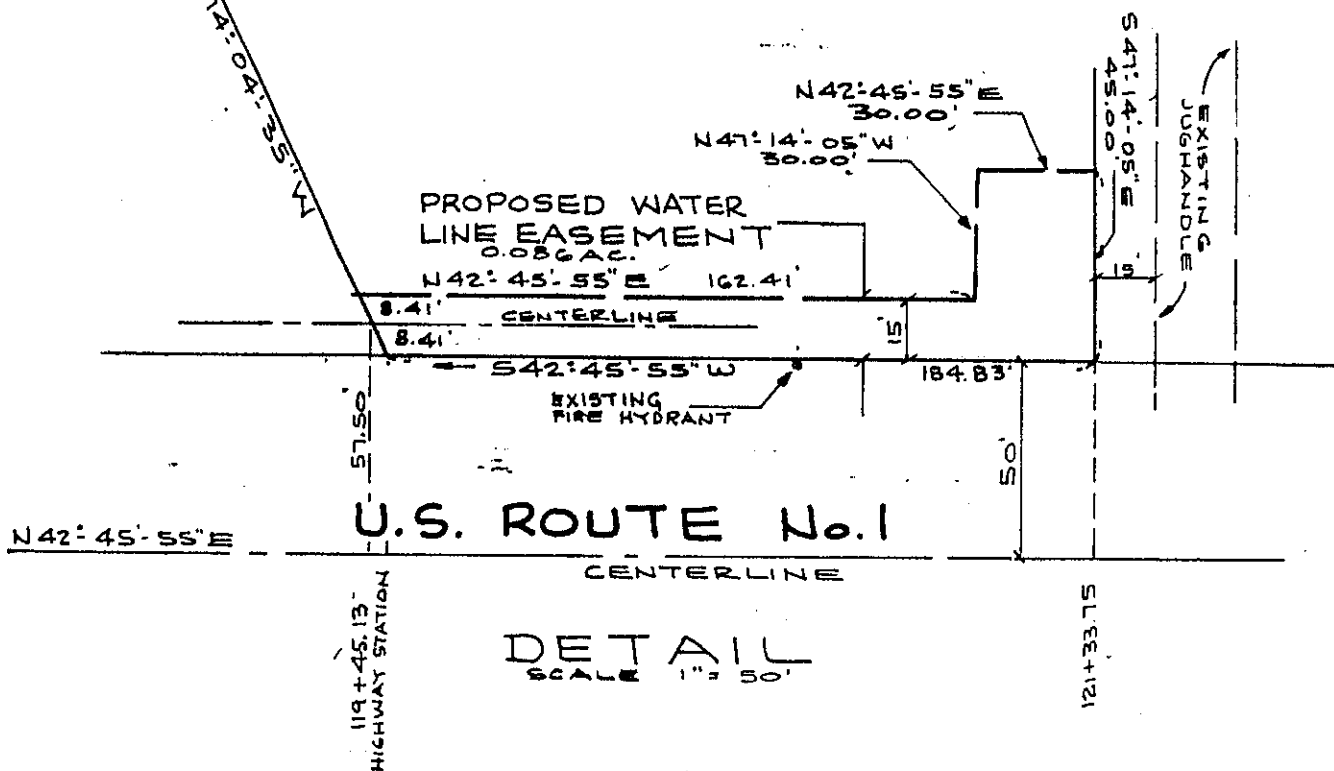 74°-04'-35"W
N42°-45'-55"E
30.00'
N47°-14'-05"W
30.00'
S47°-14'-05"E
45.00'
EXISTING
JUGHANDLE
PROPOSED WATER
LINE EASEMENT
0.086 AC.
N42°-45'-55"E 162.41'
8.41'
CENTERLINE
8.41'
15'
15'
S42°-45'-55"W
184.83'
EXISTING
FIRE HYDRANT
57.50'
50'
U.S. ROUTE No.1
N42°-45'-55"E
CENTERLINE
119+45.13
HIGHWAY STATION
121+33.75
DETAIL
SCALE 1"=50'